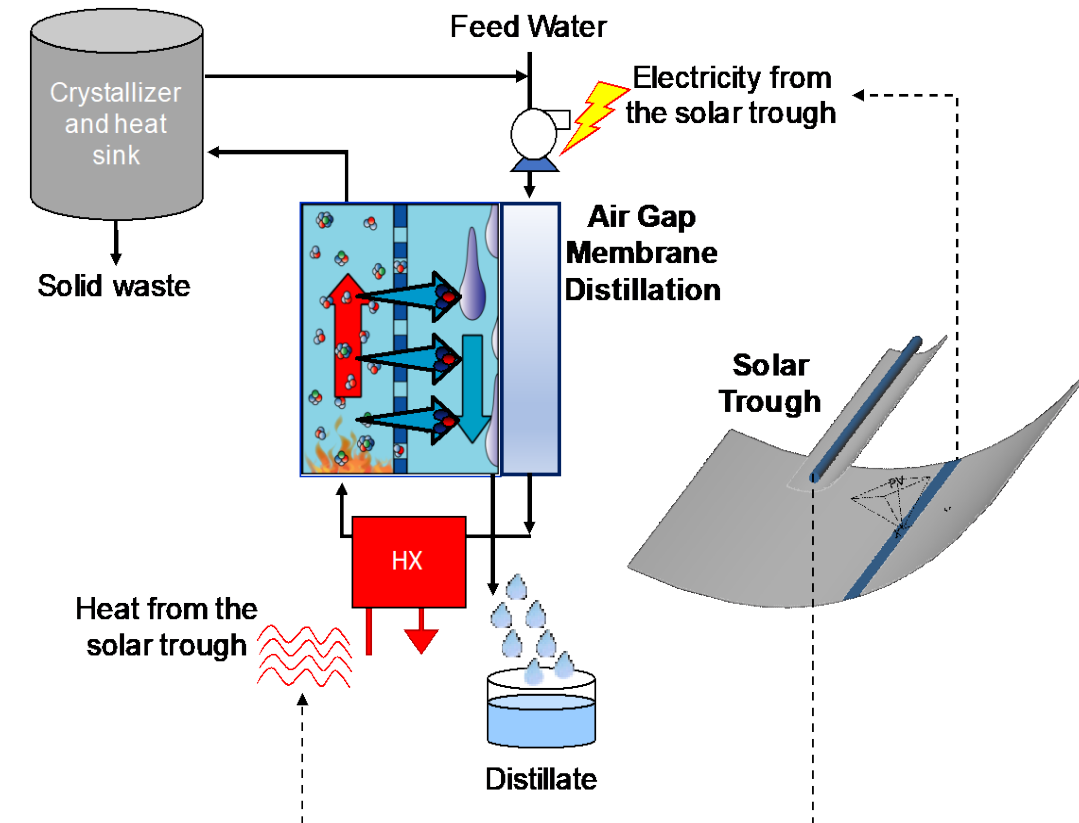 Feed Water
Crystallizer
and heat
sink
Electricity from
the solar trough
Solid waste
Air Gap
Membrane
Distillation
Solar
Trough
PV
HX
Heat from the
solar trough
Distillate